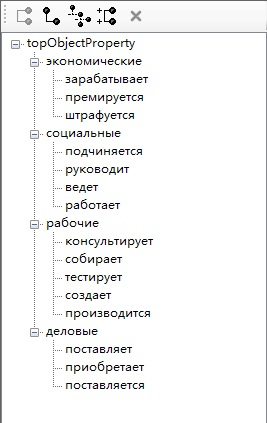 topObjectProperty
экономические
зарабатывает
премируется
штрафуется
социальные
подчиняется
руководит
ведет
работает
рабочие
консультирует
собирает
тестирует
создает
производится
деловые
поставляет
приобретает
поставляется